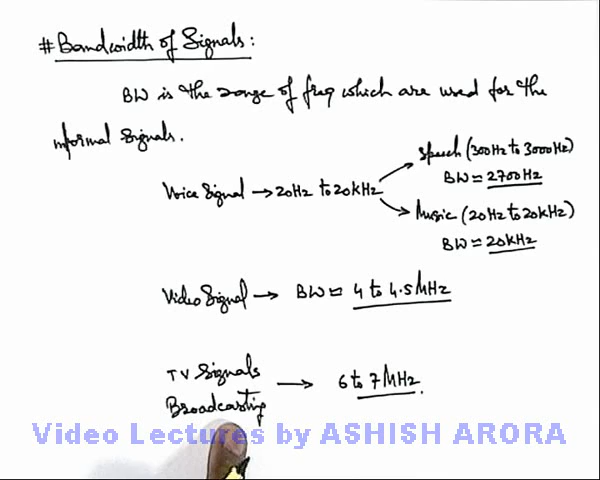 # Bandwidth of Signals:
BW is the range of freq which are used for the
informal signals.
Voice Signal → 20Hz to 20kHz
Speech (300Hz to 3000Hz)
BW = 2700Hz
Music (20Hz to 20kHz)
BW ≈ 20kHz
Video Signal → BW = 4 to 4.5MHz
TV Signals
Broadcasting → 6 to 7MHz.
Video Lectures by ASHISH ARORA